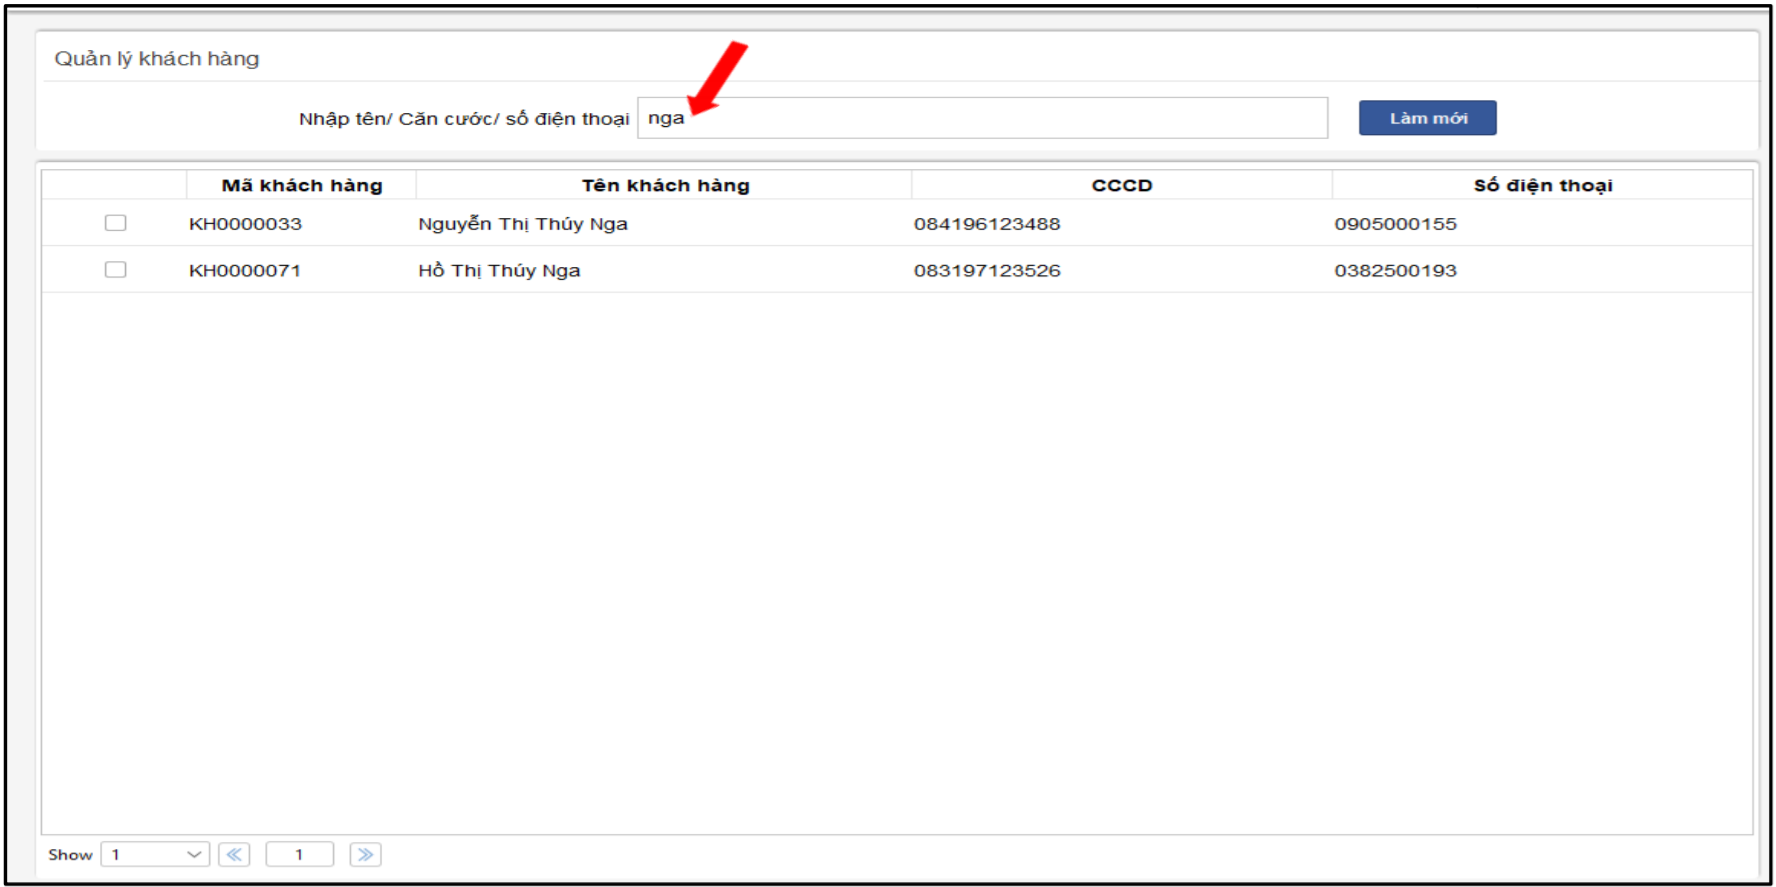 Quản lý khách hàng
Nhập tên/ Căn cước/ số điện thoại nga Làm mới
Mã khách hàng Tên khách hàng CCCD Số điện thoại
KH0000033 Nguyễn Thị Thúy Nga 084196123488 0905000155
KH0000071 Hồ Thị Thúy Nga 083197123526 0382500193
Show 1 1